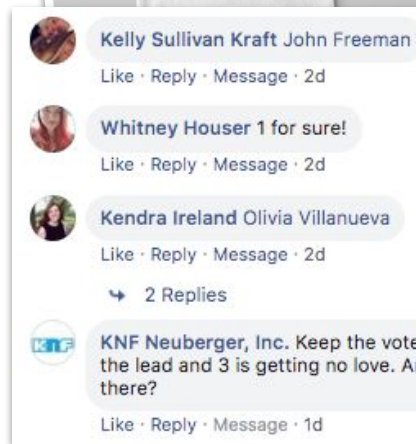 Kelly Sullivan Kraft John Freeman
Like · Reply · Message · 2d
Whitney Houser 1 for sure!
Like · Reply · Message · 2d
Kendra Ireland Olivia Villanueva
Like · Reply · Message · 2d
2 Replies
KNF
KNF Neuberger, Inc. Keep the vote
the lead and 3 is getting no love.
there?
Like · Reply · Message · 1d